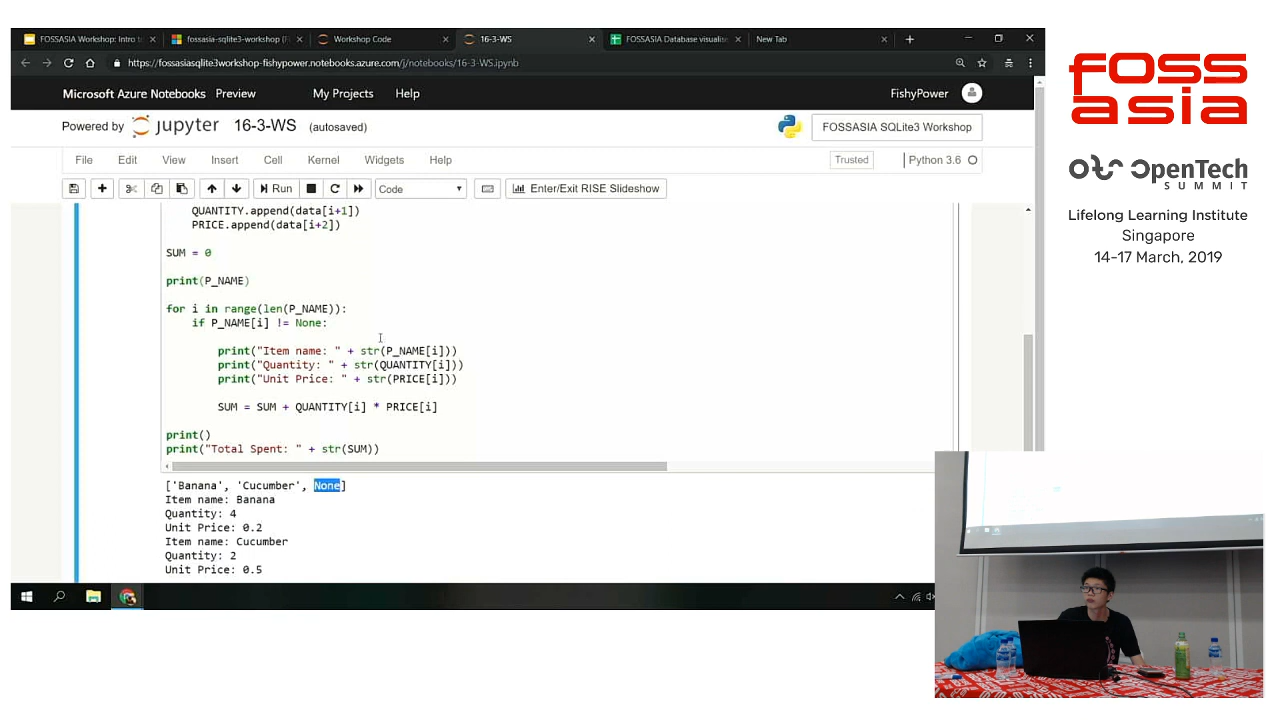 FOSSASIA Workshop: Intro t
fossasia-sqlite3-workshop (F
Workshop Code
16-3-WS
FOSSASIA Database visualise
New Tab
https://fossasiasqlite3workshop-fishypower.notebooks.azure.com/j/notebooks/16-3-WS.ipynb
Microsoft Azure Notebooks Preview My Projects Help FishyPower
Powered by jupyter 16-3-WS (autosaved) FOSSASIA SQLite3 Workshop
File Edit View Insert Cell Kernel Widgets Help Trusted Python 3.6
Run Code Enter/Exit RISE Slideshow
QUANTITY.append(data[i+1])
PRICE.append(data[i+2])
SUM = 0
print(P_NAME)
for i in range(len(P_NAME)):
if P_NAME[i] != None:
print("Item name: " + str(P_NAME[i]))
print("Quantity: " + str(QUANTITY[i]))
print("Unit Price: " + str(PRICE[i]))
SUM = SUM + QUANTITY[i] * PRICE[i]
print()
print("Total Spent: " + str(SUM))
['Banana', 'Cucumber', None]
Item name: Banana
Quantity: 4
Unit Price: 0.2
Item name: Cucumber
Quantity: 2
Unit Price: 0.5
FOSS
asia
OpenTech
SUMMIT
Lifelong Learning Institute
Singapore
14-17 March, 2019